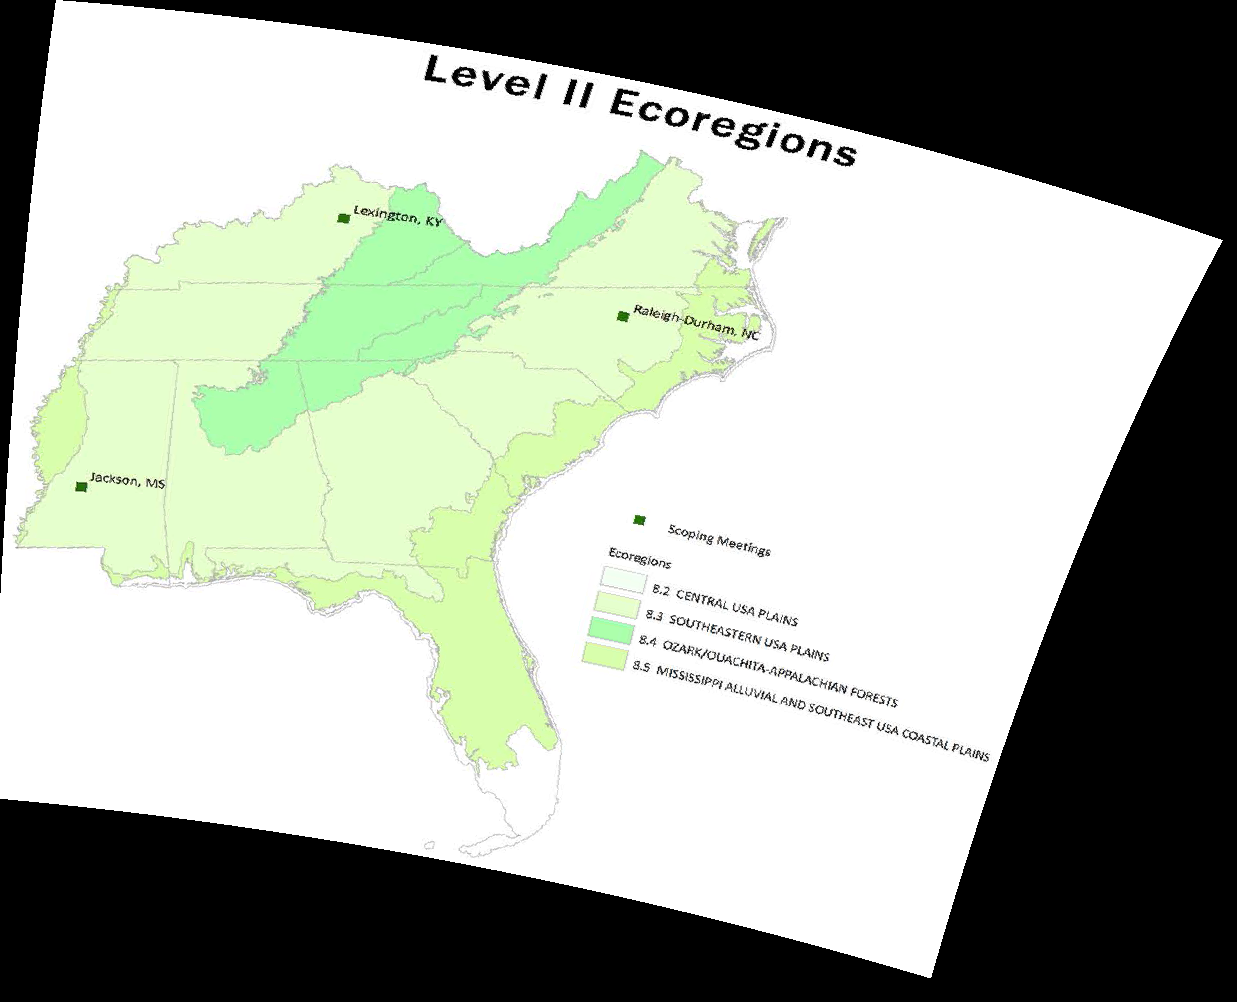 Level II Ecoregions
Lexington, KY
Raleigh-Durham, NC
Jackson, MS
Scoping Meetings
Ecoregions
8.2 CENTRAL USA PLAINS
8.3 SOUTHEASTERN USA PLAINS
8.4 OZARK/OUACHITA-APPALACHIAN FORESTS
8.5 MISSISSIPPI ALLUVIAL AND SOUTHEAST USA COASTAL PLAINS